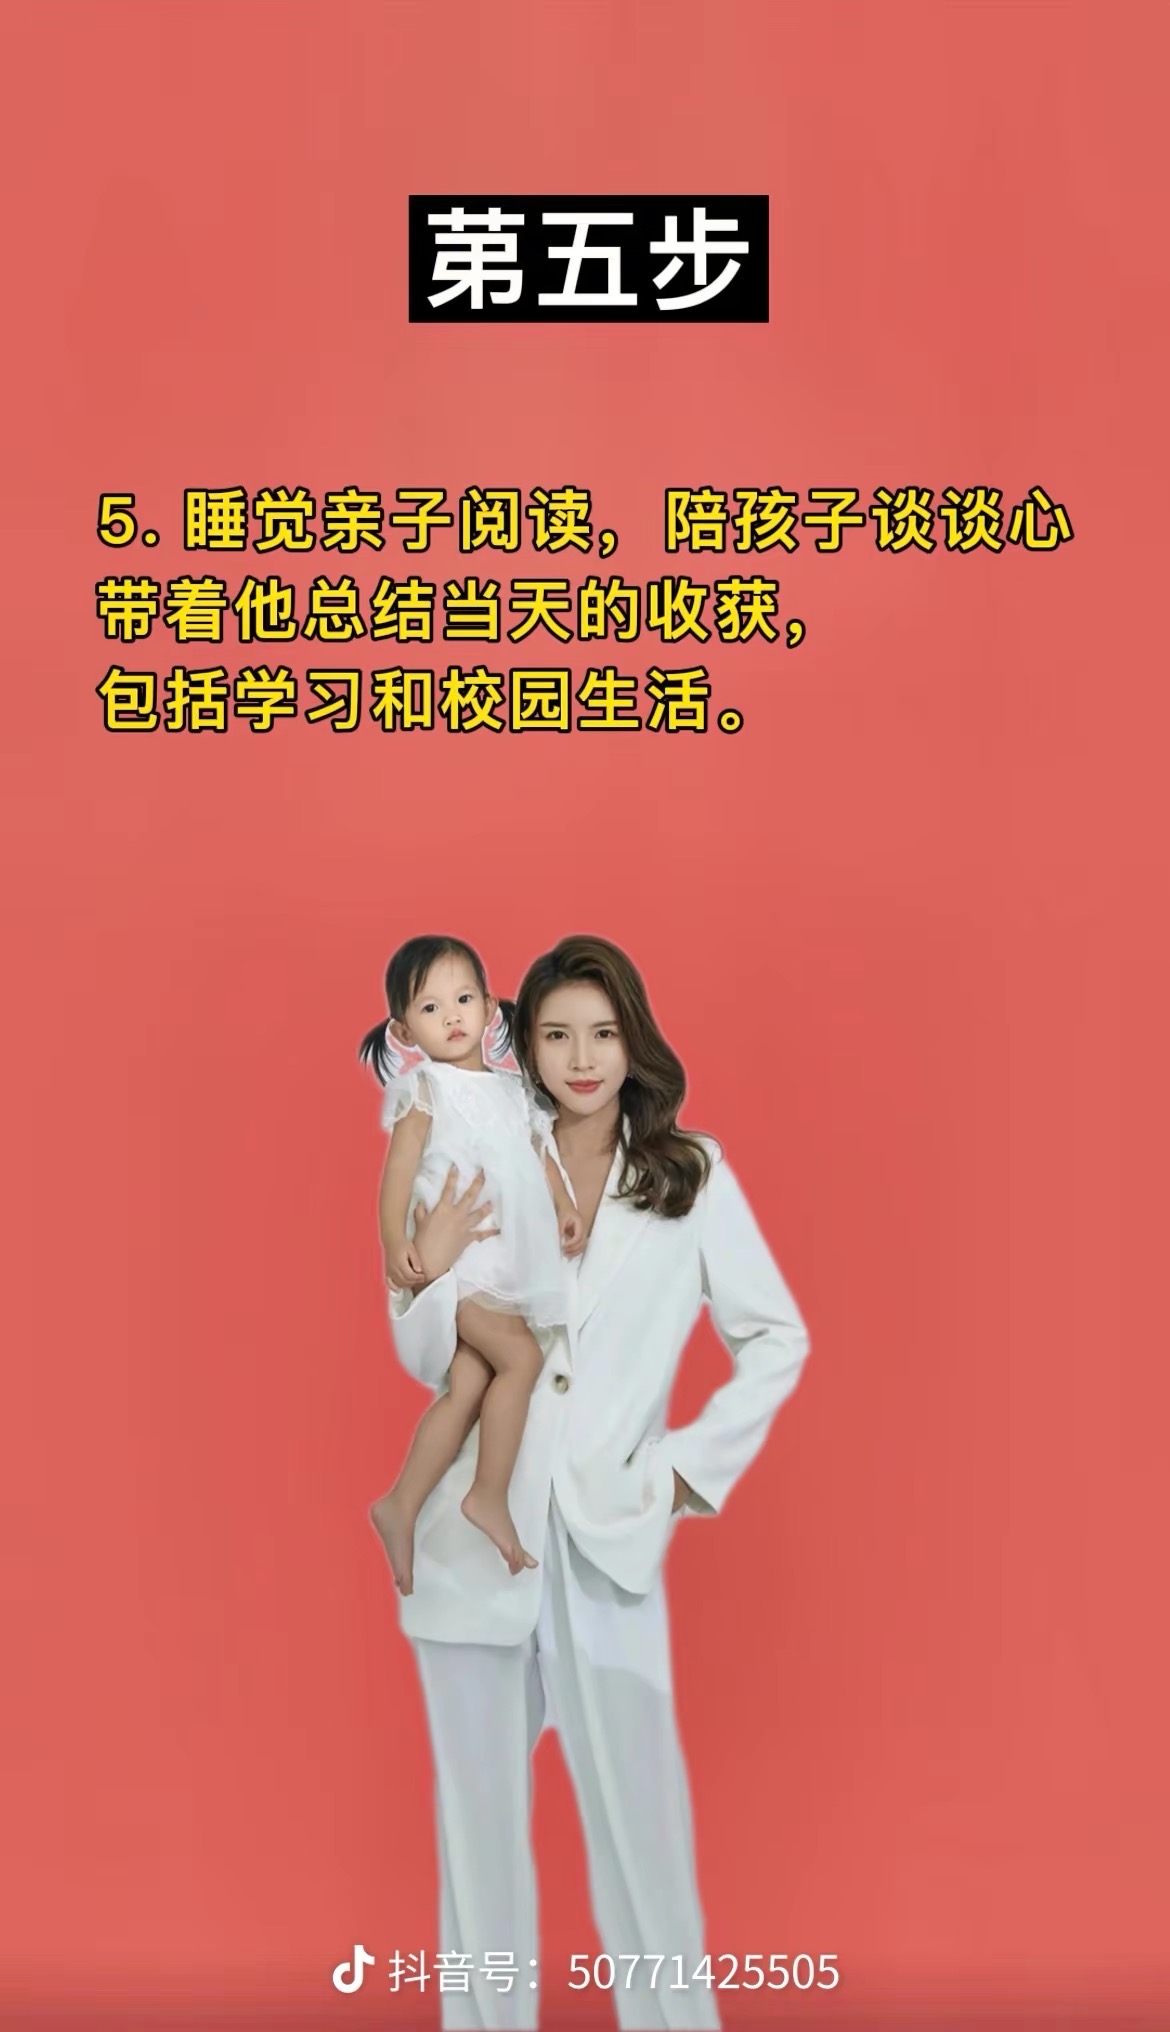 第五步
5. 睡觉亲子阅读，陪孩子谈谈心
带着他总结当天的收获，
包括学习和校园生活。
抖音号：50771425505